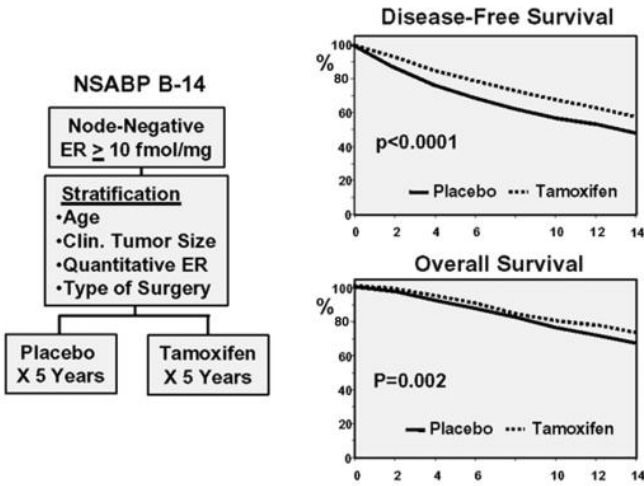 NSABP B-14
Node-Negative
ER ≥ 10 fmol/mg
Stratification
•Age
•Clin. Tumor Size
•Quantitative ER
•Type of Surgery
Placebo
X 5 Years
Tamoxifen
X 5 Years
Disease-Free Survival
%
100
80
60
40
20
0
p<0.0001
Placebo Tamoxifen
0 2 4 6 8 10 12 14
Overall Survival
%
100
80
60
40
20
0
P=0.002
Placebo Tamoxifen
0 2 4 6 8 10 12 14